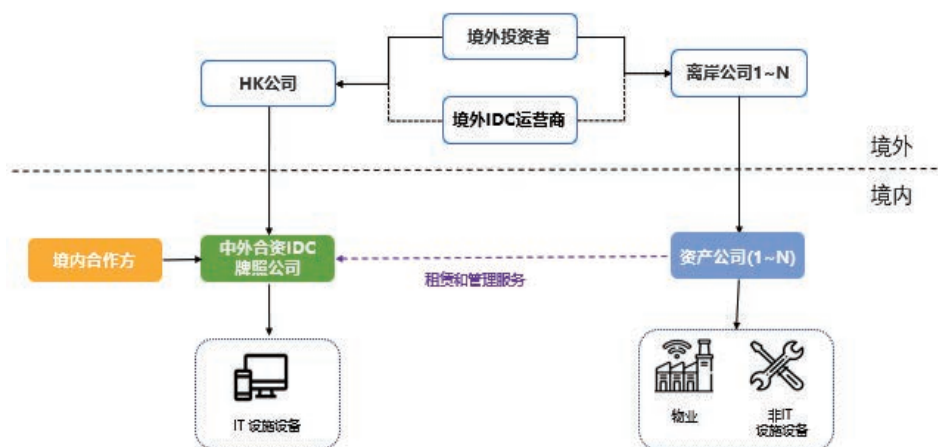 境外投资者
HK公司
离岸公司1~N
境外IDC运营商
境外
境内
境内合作方
中外合资IDC
牌照公司
资产公司(1~N)
租赁和管理服务
IT 设施设备
物业
非IT
设施设备